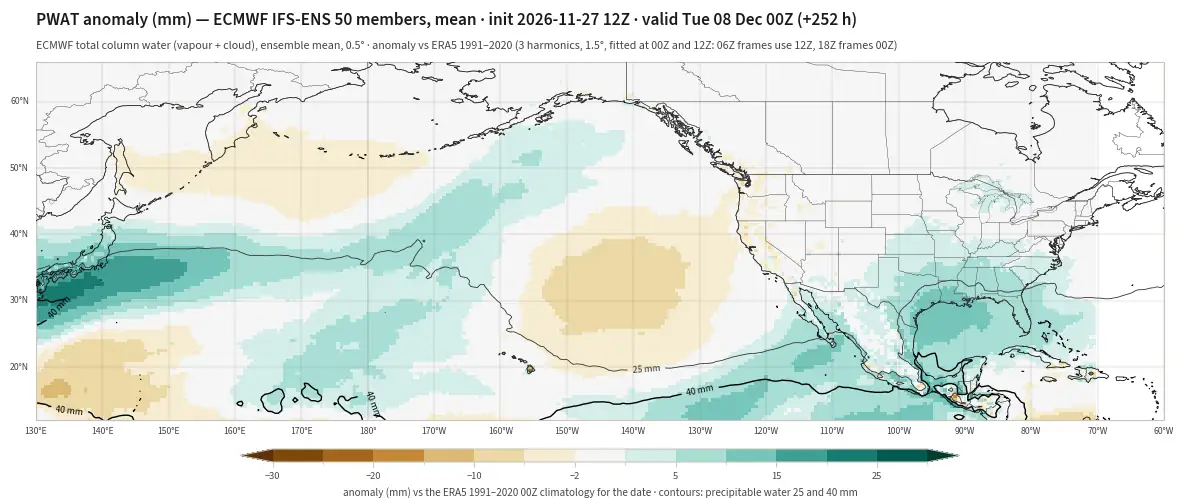 PWAT anomaly (mm) — ECMWF IFS-ENS 50 members, mean · init 2026-11-27 12Z · valid Tue 08 Dec 00Z (+252 h)
ECMWF total column water (vapour + cloud), ensemble mean, 0.5° · anomaly vs ERA5 1991–2020 (3 harmonics, 1.5°, fitted at 00Z and 12Z: 06Z frames use 12Z, 18Z frames 00Z)
60°N
50°N
40°N
30°N
40 mm
20°N
25 mm
40 mm
40 mm
40 mm
130°E 140°E 150°E 160°E 170°E 180° 170°W 160°W 150°W 140°W 130°W 120°W 110°W 100°W 90°W 80°W 70°W 60°W
−30 −20 −10 −2 5 15 25
anomaly (mm) vs the ERA5 1991–2020 00Z climatology for the date · contours: precipitable water 25 and 40 mm